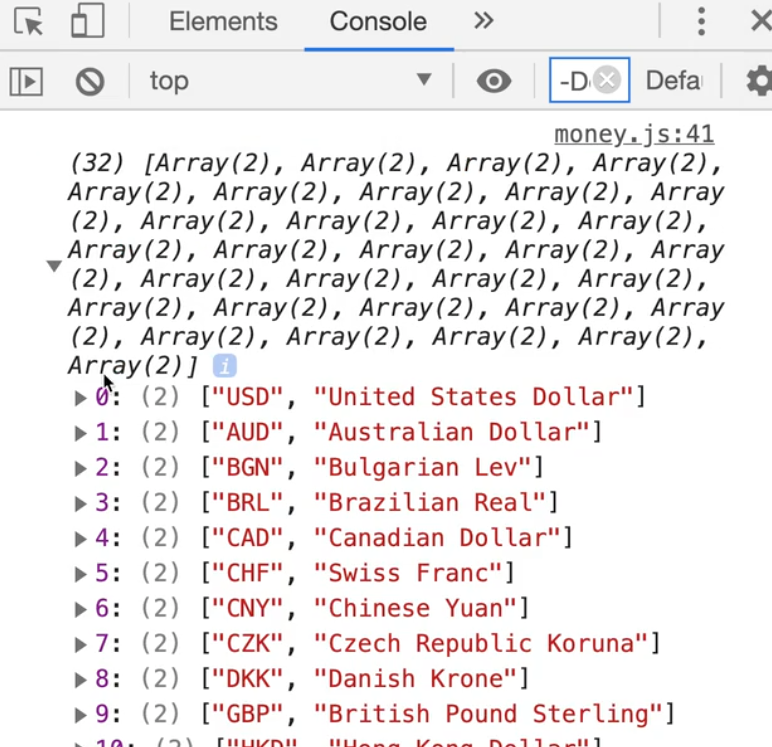 Elements Console
top -D Defa
money.js:41
(32) [Array(2), Array(2), Array(2), Array(2),
Array(2), Array(2), Array(2), Array(2), Array
(2), Array(2), Array(2), Array(2), Array(2),
Array(2), Array(2), Array(2), Array(2), Array
(2), Array(2), Array(2), Array(2), Array(2),
Array(2), Array(2), Array(2), Array(2), Array
(2), Array(2), Array(2), Array(2), Array(2),
Array(2)] i
0: (2) ["USD", "United States Dollar"]
1: (2) ["AUD", "Australian Dollar"]
2: (2) ["BGN", "Bulgarian Lev"]
3: (2) ["BRL", "Brazilian Real"]
4: (2) ["CAD", "Canadian Dollar"]
5: (2) ["CHF", "Swiss Franc"]
6: (2) ["CNY", "Chinese Yuan"]
7: (2) ["CZK", "Czech Republic Koruna"]
8: (2) ["DKK", "Danish Krone"]
9: (2) ["GBP", "British Pound Sterling"]
10: (2) ["HKD", "Hong Kong Dollar"]